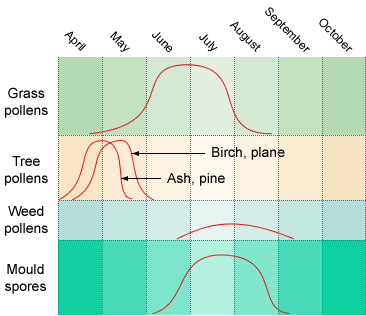 April May June July August September October
Grass
pollens
Birch, plane
Tree
pollens
Ash, pine
Weed
pollens
Mould
spores